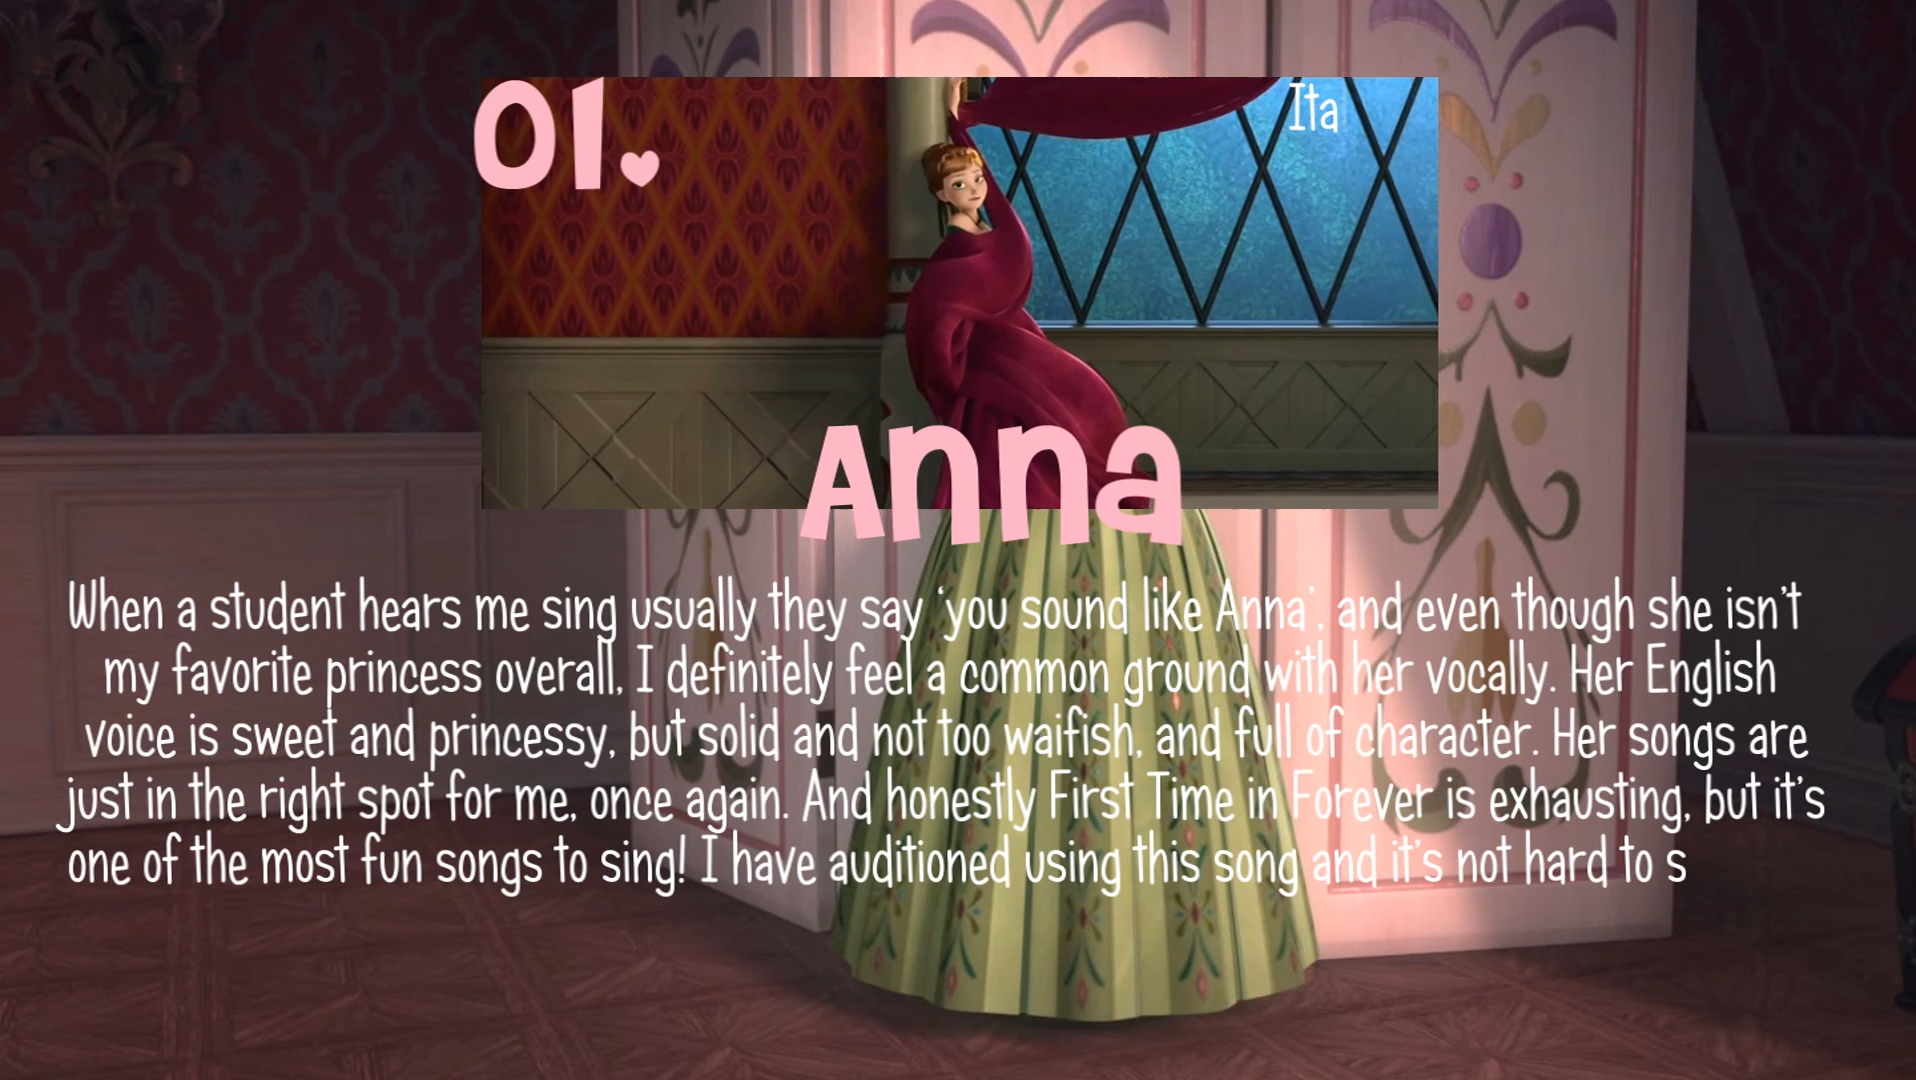 01.
Ita
Anna
When a student hears me sing usually they say ‘you sound like Anna’, and even though she isn’t
my favorite princess overall, I definitely feel a common ground with her vocally. Her English
voice is sweet and princessy, but solid and not too waifish, and full of character. Her songs are
just in the right spot for me, once again. And honestly First Time in Forever is exhausting, but it’s
one of the most fun songs to sing! I have auditioned using this song and it’s not hard to s